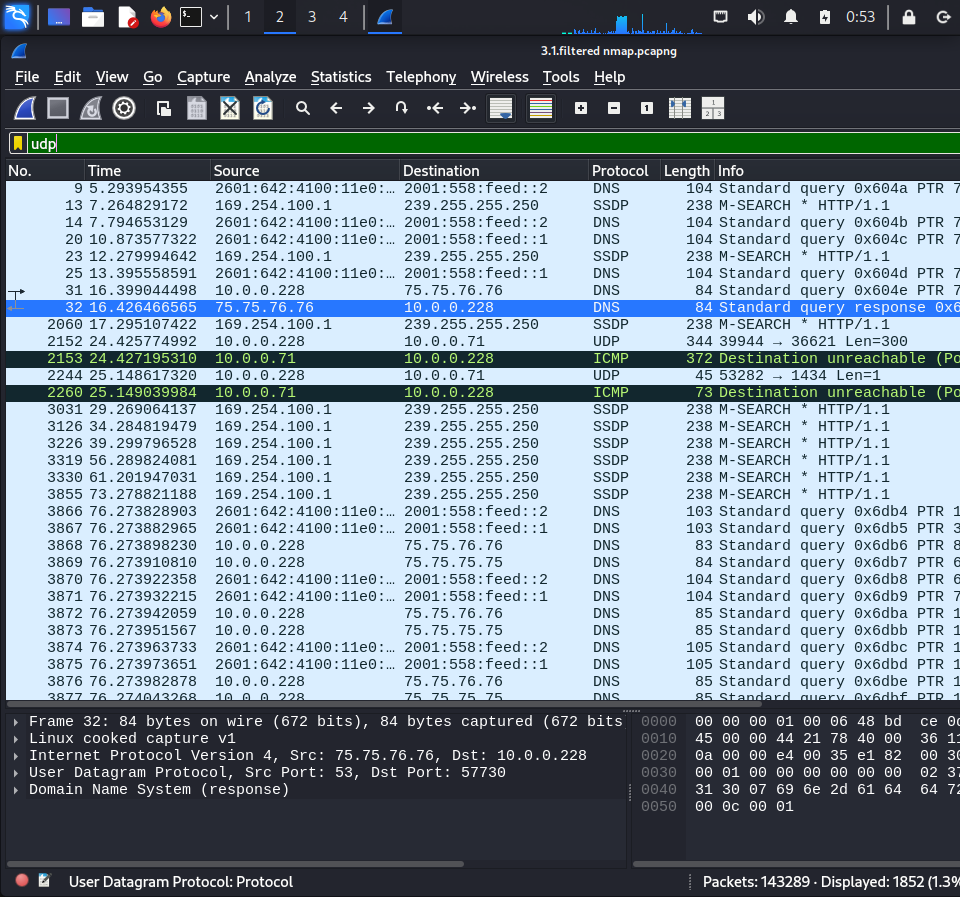 1 2 3 4 0:53
3.1.filtered nmap.pcapng
File Edit View Go Capture Analyze Statistics Telephony Wireless Tools Help
udp
No. Time Source Destination Protocol Length Info
9 5.293954355 2601:642:4100:11e0:… 2001:558:feed::2 DNS 104 Standard query 0x604a PTR 7
13 7.264829172 169.254.100.1 239.255.255.250 SSDP 238 M-SEARCH * HTTP/1.1
14 7.794653129 2601:642:4100:11e0:… 2001:558:feed::2 DNS 104 Standard query 0x604b PTR 7
20 10.873577322 2601:642:4100:11e0:… 2001:558:feed::1 DNS 104 Standard query 0x604c PTR 7
23 12.279994642 169.254.100.1 239.255.255.250 SSDP 238 M-SEARCH * HTTP/1.1
25 13.395558591 2601:642:4100:11e0:… 2001:558:feed::1 DNS 104 Standard query 0x604d PTR 7
31 16.399044498 10.0.0.228 75.75.76.76 DNS 84 Standard query 0x604e PTR 7
32 16.426466565 75.75.76.76 10.0.0.228 DNS 84 Standard query response 0x6
2060 17.295107422 169.254.100.1 239.255.255.250 SSDP 238 M-SEARCH * HTTP/1.1
2152 24.425774992 10.0.0.228 10.0.0.71 UDP 344 39944 → 36621 Len=300
2153 24.427195310 10.0.0.71 10.0.0.228 ICMP 372 Destination unreachable (Po
2244 25.148617320 10.0.0.228 10.0.0.71 UDP 45 53282 → 1434 Len=1
2260 25.149039984 10.0.0.71 10.0.0.228 ICMP 73 Destination unreachable (Po
3031 29.269064137 169.254.100.1 239.255.255.250 SSDP 238 M-SEARCH * HTTP/1.1
3126 34.284819479 169.254.100.1 239.255.255.250 SSDP 238 M-SEARCH * HTTP/1.1
3226 39.299796528 169.254.100.1 239.255.255.250 SSDP 238 M-SEARCH * HTTP/1.1
3319 56.289824081 169.254.100.1 239.255.255.250 SSDP 238 M-SEARCH * HTTP/1.1
3330 61.201947031 169.254.100.1 239.255.255.250 SSDP 238 M-SEARCH * HTTP/1.1
3855 73.278821188 169.254.100.1 239.255.255.250 SSDP 238 M-SEARCH * HTTP/1.1
3866 76.273828903 2601:642:4100:11e0:… 2001:558:feed::2 DNS 103 Standard query 0x6db4 PTR 1
3867 76.273882965 2601:642:4100:11e0:… 2001:558:feed::1 DNS 103 Standard query 0x6db5 PTR 3
3868 76.273898230 10.0.0.228 75.75.76.76 DNS 83 Standard query 0x6db6 PTR 8
3869 76.273910810 10.0.0.228 75.75.75.75 DNS 84 Standard query 0x6db7 PTR 6
3870 76.273922358 2601:642:4100:11e0:… 2001:558:feed::2 DNS 104 Standard query 0x6db8 PTR 6
3871 76.273932215 2601:642:4100:11e0:… 2001:558:feed::1 DNS 104 Standard query 0x6db9 PTR 7
3872 76.273942059 10.0.0.228 75.75.76.76 DNS 85 Standard query 0x6dba PTR 1
3873 76.273951567 10.0.0.228 75.75.75.75 DNS 85 Standard query 0x6dbb PTR 1
3874 76.273963733 2601:642:4100:11e0:… 2001:558:feed::2 DNS 105 Standard query 0x6dbc PTR 1
3875 76.273973651 2601:642:4100:11e0:… 2001:558:feed::1 DNS 105 Standard query 0x6dbd PTR 1
3876 76.273982878 10.0.0.228 75.75.76.76 DNS 85 Standard query 0x6dbe PTR 1
3877 76.274043268 10.0.0.228 75.75.75.75 DNS 85 Standard query 0x6dbf PTR 1
Frame 32: 84 bytes on wire (672 bits), 84 bytes captured (672 bits
Linux cooked capture v1
Internet Protocol Version 4, Src: 75.75.76.76, Dst: 10.0.0.228
User Datagram Protocol, Src Port: 53, Dst Port: 57730
Domain Name System (response)
0000 00 00 00 01 00 06 48 bd ce 0
0010 45 00 00 44 21 78 40 00 36 11
0020 0a 00 00 e4 00 35 e1 82 00 30
0030 00 01 00 00 00 00 00 00 02 37
0040 31 30 07 69 6e 2d 61 64 64 72
0050 00 0c 00 01
User Datagram Protocol: Protocol
Packets: 143289 · Displayed: 1852 (1.3%